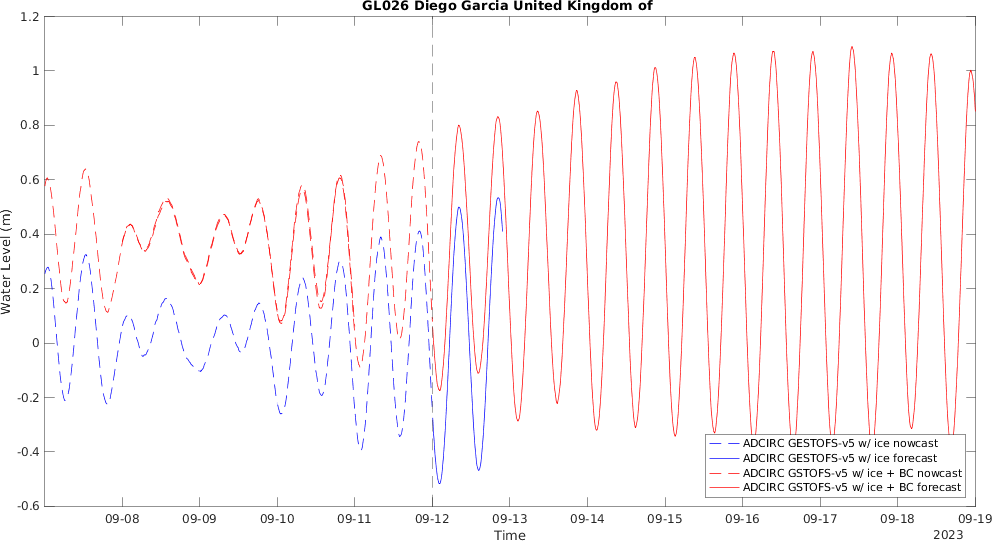 GL026 Diego Garcia United Kingdom of
1.2
1
0.8
0.6
0.4
0.2
0
-0.2
-0.4
-0.6
Water Level (m)
ADCIRC GESTOFS-v5 w/ ice nowcast
ADCIRC GESTOFS-v5 w/ ice forecast
ADCIRC GSTOFS-v5 w/ ice + BC nowcast
ADCIRC GSTOFS-v5 w/ ice + BC forecast
09-08 09-09 09-10 09-11 09-12 09-13 09-14 09-15 09-16 09-17 09-18 09-19
Time
2023